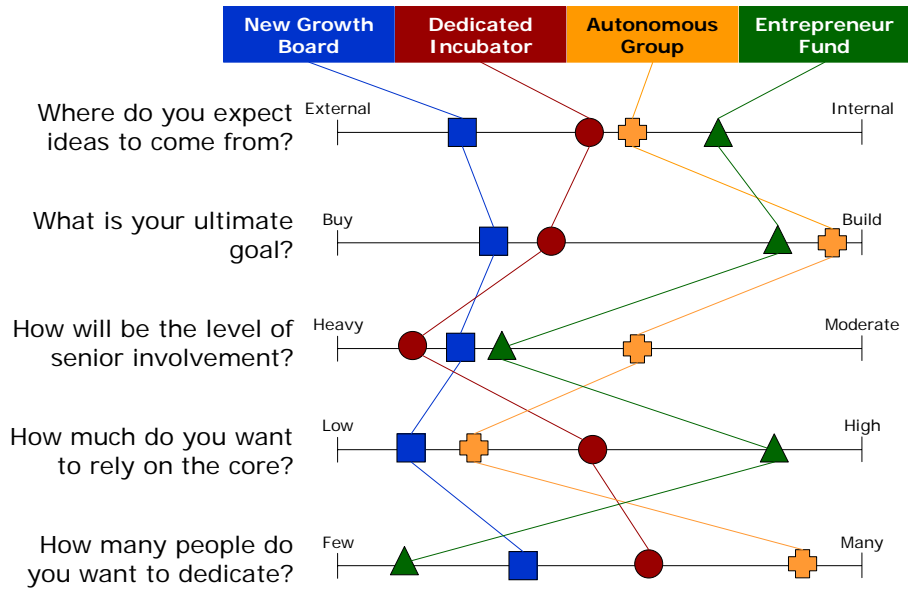 New Growth
Board
Dedicated
Incubator
Autonomous
Group
Entrepreneur
Fund
Where do you expect
ideas to come from?
External
Internal
What is your ultimate
goal?
Buy
Build
How will be the level of
senior involvement?
Heavy
Moderate
How much do you want
to rely on the core?
Low
High
How many people do
you want to dedicate?
Few
Many